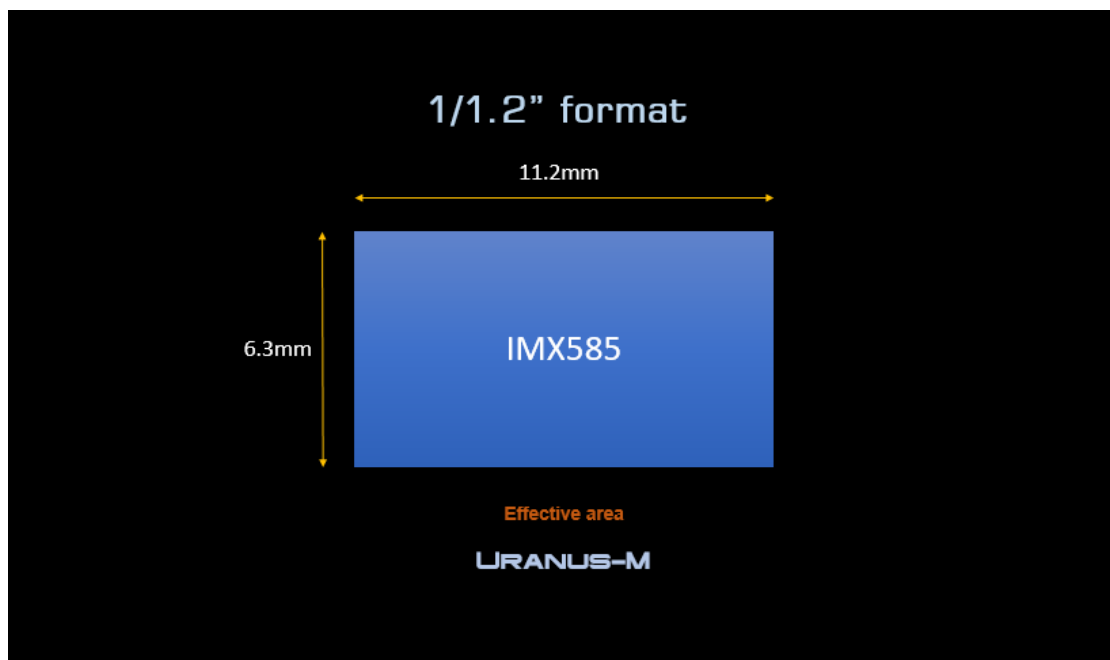 1/1.2” format
11.2mm
6.3mm
IMX585
Effective area
URANUS-M